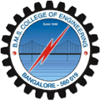 B.M.S. COLLEGE OF ENGINEERING
BANGALORE - 560 019